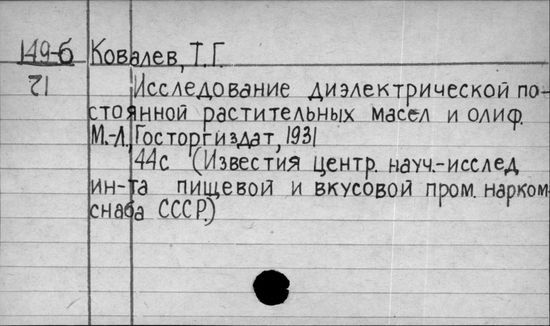 149-б Ковалев, Т. Г.
21 Исследование диэлектрической по-
стоянной растительных масел и олиф.
М.-Л., Госторгиздат, 1931
44с (Известия центр. науч.-исслед
ин-та пищевой и вкусовой пром. нарком
снаба СССР.)